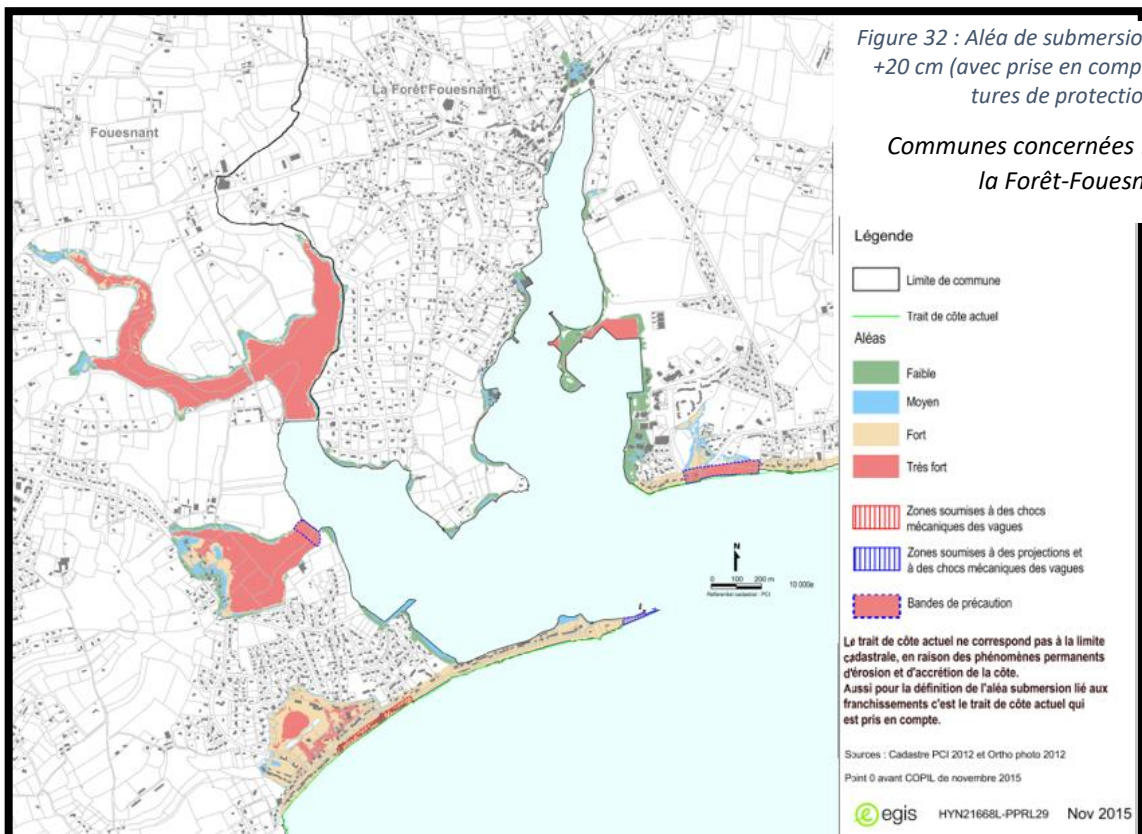 Figure 32 : Aléa de submersio
+20 cm (avec prise en comp
tures de protectio
Communes concernées
la Forêt-Fouesn
La Forêt Fouesnant
Fouesnant
Légende
Limite de commune
Trait de côte actuel
Aléas
Faible
Moyen
Fort
Très fort
Zones soumises à des chocs
mécaniques des vagues
Zones soumises à des projections et
à des chocs mécaniques des vagues
Bandes de précaution
N
0 100 200 m
10 000e
Référentiel cadastral : PCI
Le trait de côte actuel ne correspond pas à la limite
cadastrale, en raison des phénomènes permanents
d'érosion et d'accrétion de la côte.
Aussi pour la définition de l'aléa submersion lié aux
franchissements c'est le trait de côte actuel qui
est pris en compte.
Sources : Cadastre PCI 2012 et Ortho photo 2012
Point 0 avant COPIL de novembre 2015
egis HYN21668L-PPRL29 Nov 2015